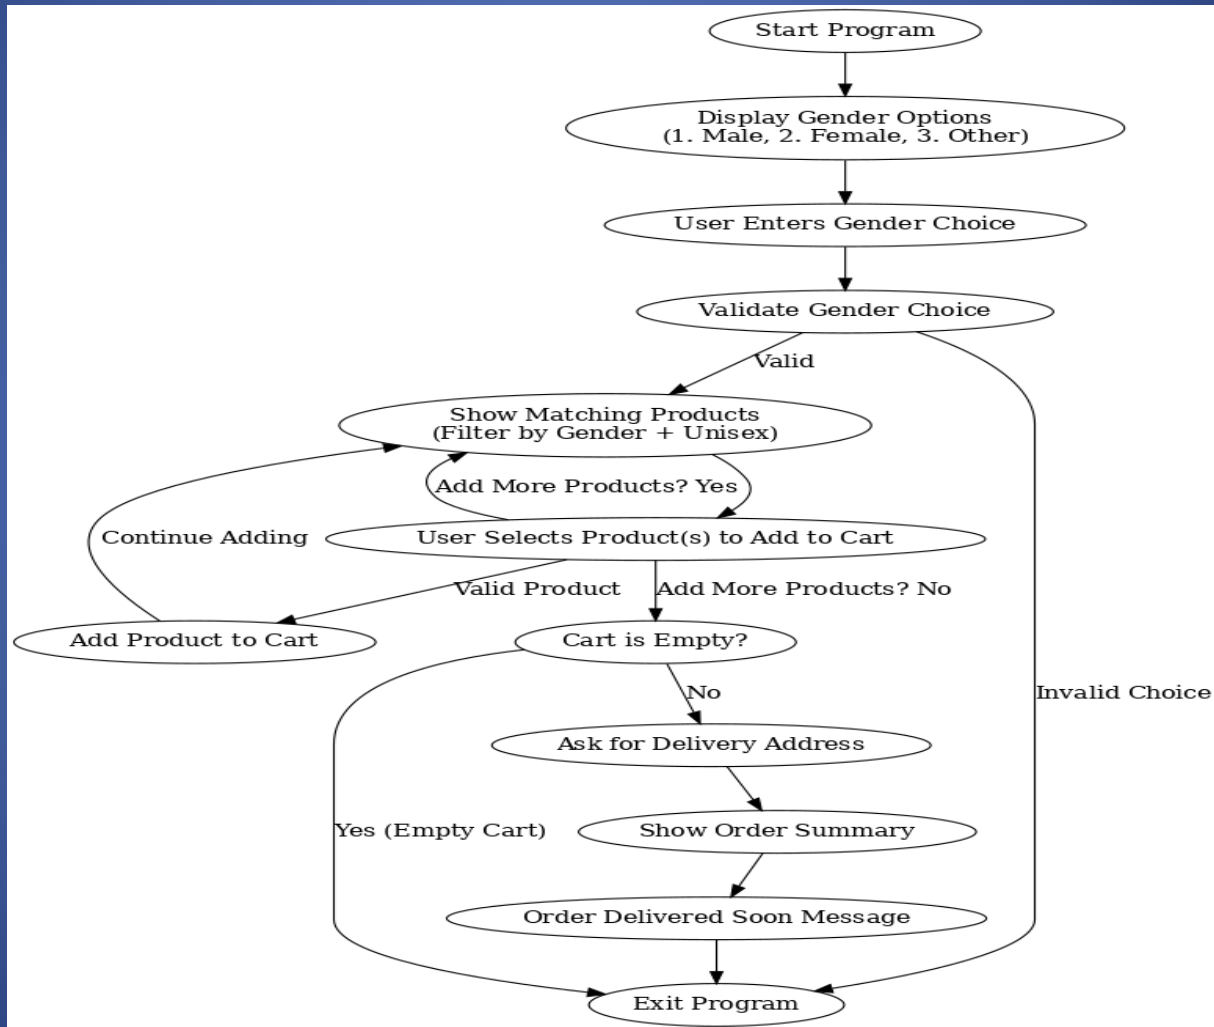 Start Program
Display Gender Options
(1. Male, 2. Female, 3. Other)
User Enters Gender Choice
Validate Gender Choice
Valid
Show Matching Products
(Filter by Gender + Unisex)
Add More Products? Yes
Continue Adding
User Selects Product(s) to Add to Cart
Valid Product
Add More Products? No
Add Product to Cart
Cart is Empty?
No
Invalid Choice
Ask for Delivery Address
Yes (Empty Cart)
Show Order Summary
Order Delivered Soon Message
Exit Program